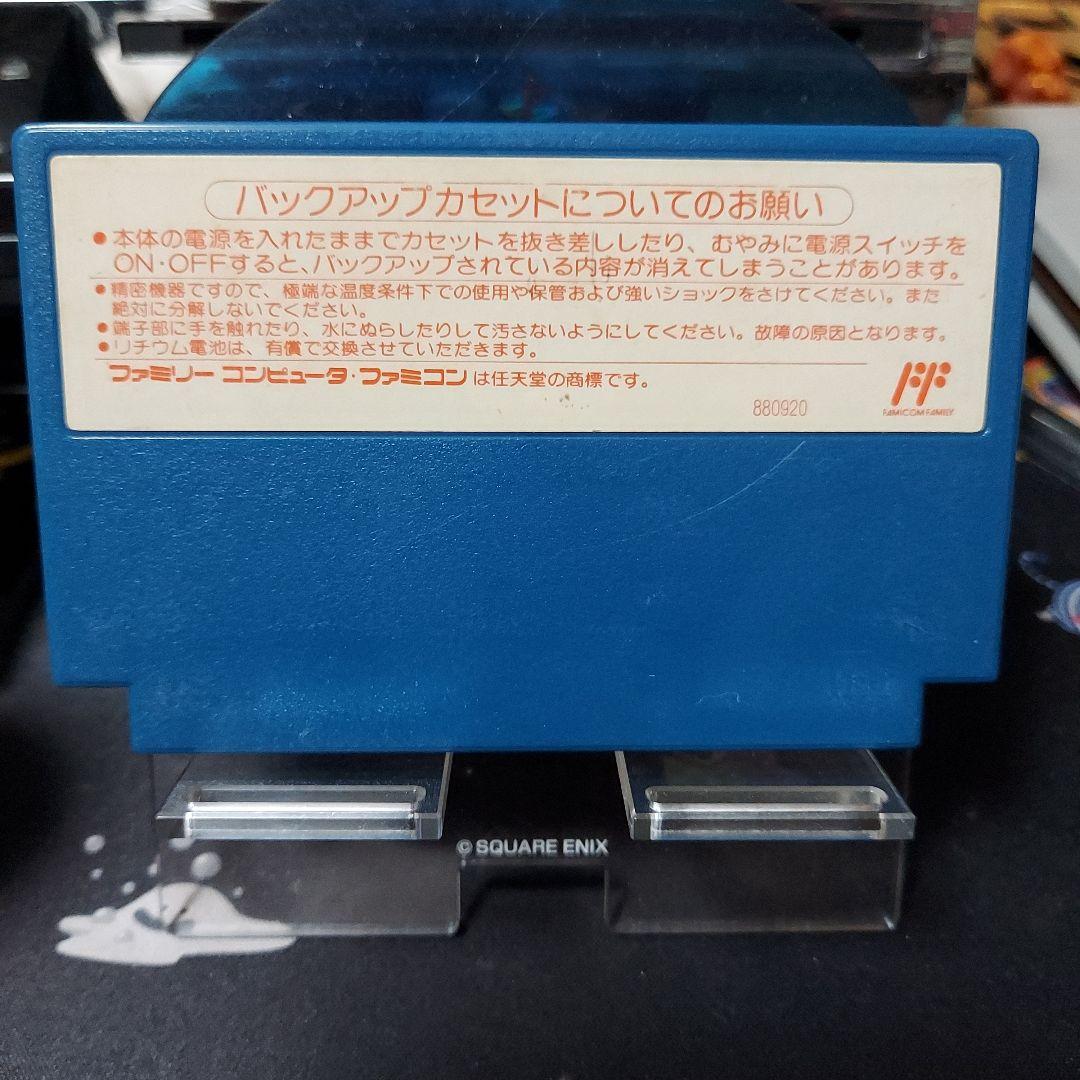 バックアップカセットについてのお願い
●本体の電源を入れたままでカセットを抜き差ししたり、むやみに電源スイッチを
ON・OFFすると、バックアップされている内容が消えてしまうことがあります。
●精密機器ですので、極端な温度条件下での使用や保管および強いショックをさけてください。また
絶対に分解しないでください。
●端子部に手を触れたり、水にぬらしたりして汚さないようにしてください。故障の原因となります。
●リチウム電池は、有償で交換させていただきます。
ファミリー コンピュータ・ファミコン は任天堂の商標です。
FAMICOM FAMILY
880920
© SQUARE ENIX